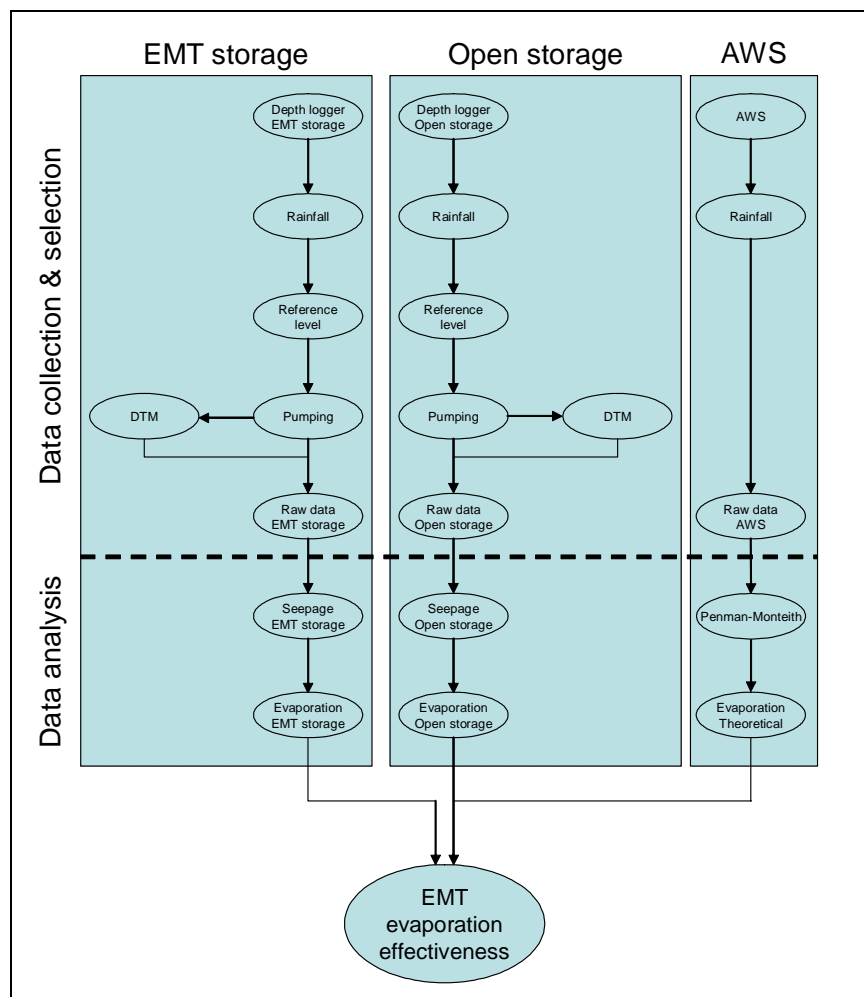 EMT storage
Open storage
AWS
Data collection & selection
Data analysis
Depth logger
EMT storage
Rainfall
Reference
level
DTM
Pumping
Raw data
EMT storage
Seepage
EMT storage
Evaporation
EMT storage
Depth logger
Open storage
Rainfall
Reference
level
Pumping
DTM
Raw data
Open storage
Seepage
Open storage
Evaporation
Open storage
AWS
Rainfall
Raw data
AWS
Penman-Monteith
Evaporation
Theoretical
EMT
evaporation
effectiveness